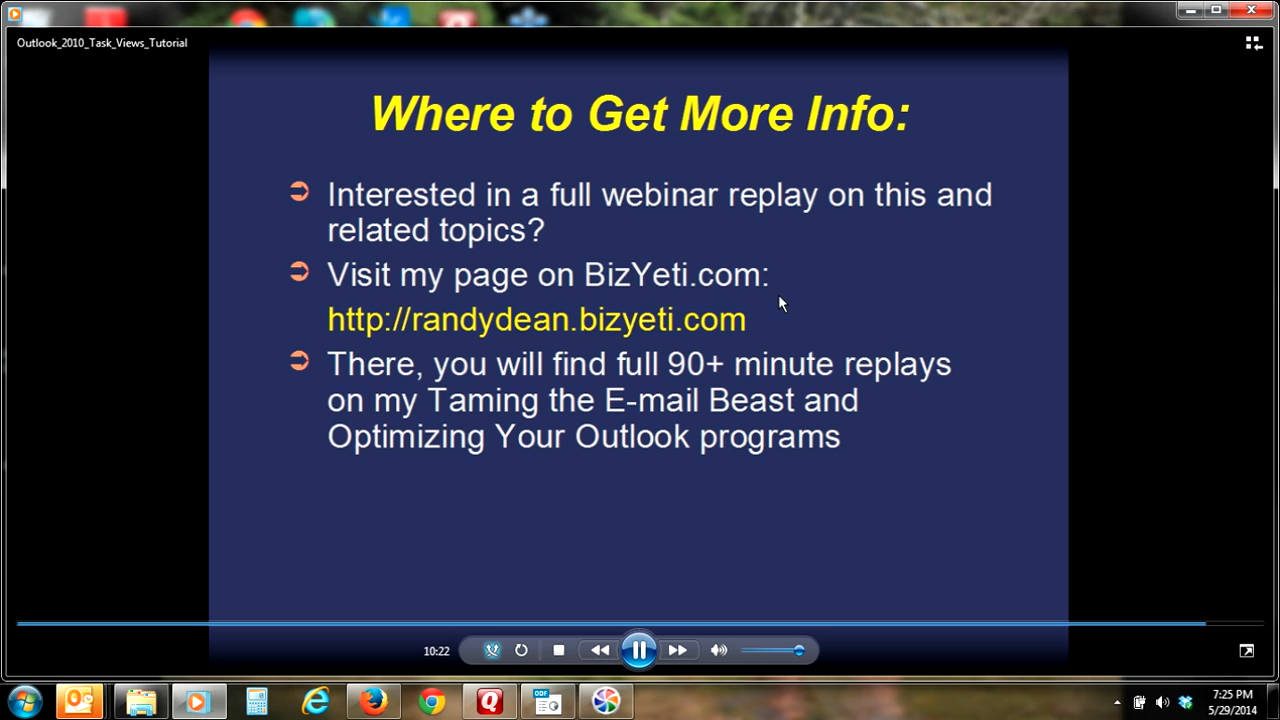 Outlook_2010_Task_Views_Tutorial
Where to Get More Info:
Interested in a full webinar replay on this and
related topics?
Visit my page on BizYeti.com:
http://randydean.bizyeti.com
There, you will find full 90+ minute replays
on my Taming the E-mail Beast and
Optimizing Your Outlook programs
10:22
ODF
7:25 PM
5/29/2014